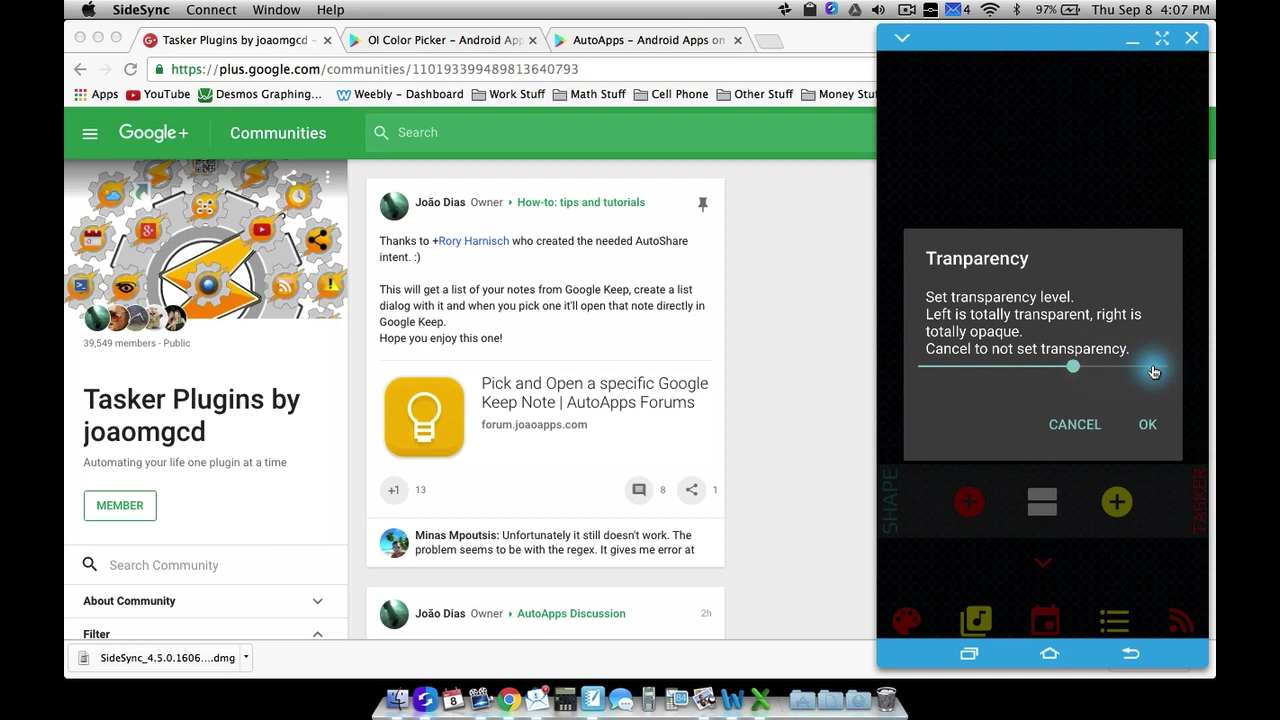 SideSync Connect Window Help
4 97% Thu Sep 8 4:07 PM
Tasker Plugins by joaomgcd -
OI Color Picker - Android App
AutoApps - Android Apps on
https://plus.google.com/communities/110193399489813640793
Apps YouTube Desmos Graphing... Weebly - Dashboard Work Stuff Math Stuff Cell Phone Other Stuff Money Stu
Google+ Communities Search
39,549 members - Public
Tasker Plugins by
joaomgcd
Automating your life one plugin at a time
MEMBER
Search Community
About Community
Filter
João Dias Owner How-to: tips and tutorials
Thanks to +Rory Harnisch who created the needed AutoShare
intent. :)
This will get a list of your notes from Google Keep, create a list
dialog with it and when you pick one it'll open that note directly in
Google Keep.
Hope you enjoy this one!
Pick and Open a specific Google
Keep Note | AutoApps Forums
forum.joaoapps.com
+1 13 8 1
Minas Mpoutsis: Unfortunately it still doesn't work. The
problem seems to be with the regex. It gives me error at
João Dias Owner AutoApps Discussion 2h
SideSync_4.5.0.1606....dmg
Tranparency
Set transparency level.
Left is totally transparent, right is
totally opaque.
Cancel to not set transparency.
CANCEL OK
SHAPE
TASKER
8